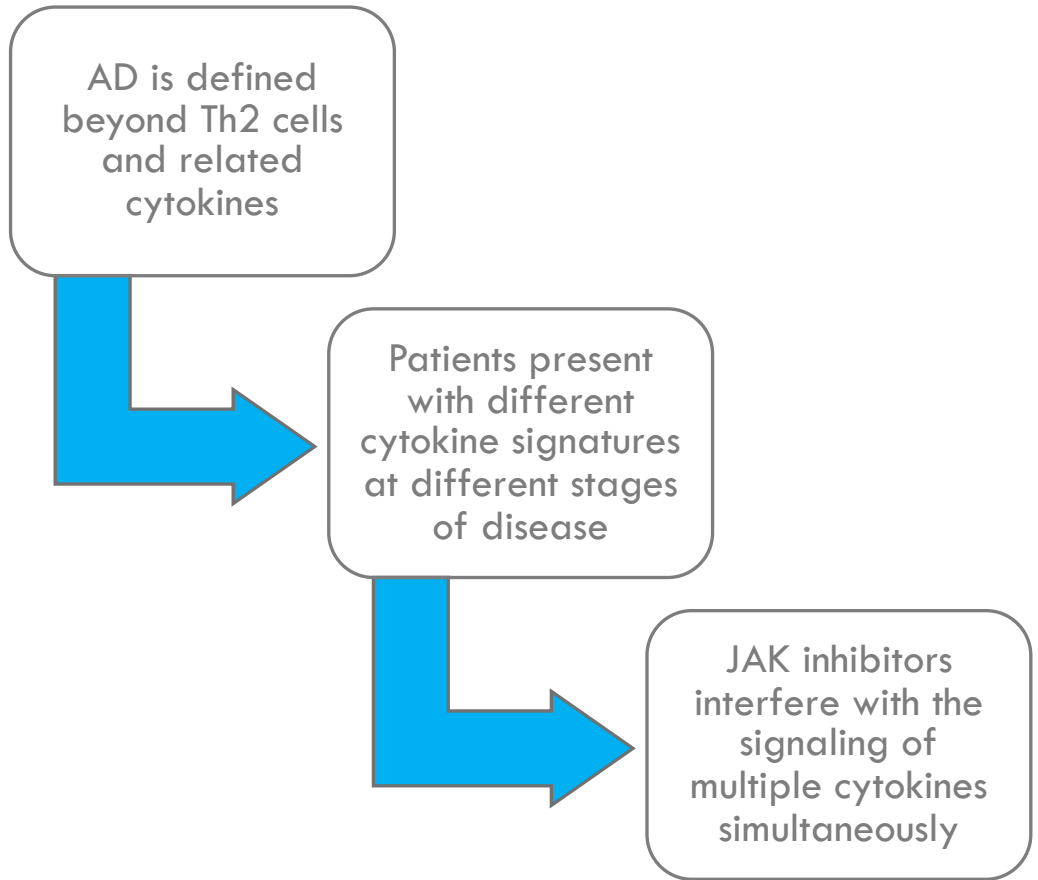 AD is defined
beyond Th2 cells
and related
cytokines
Patients present
with different
cytokine signatures
at different stages
of disease
JAK inhibitors
interfere with the
signaling of
multiple cytokines
simultaneously